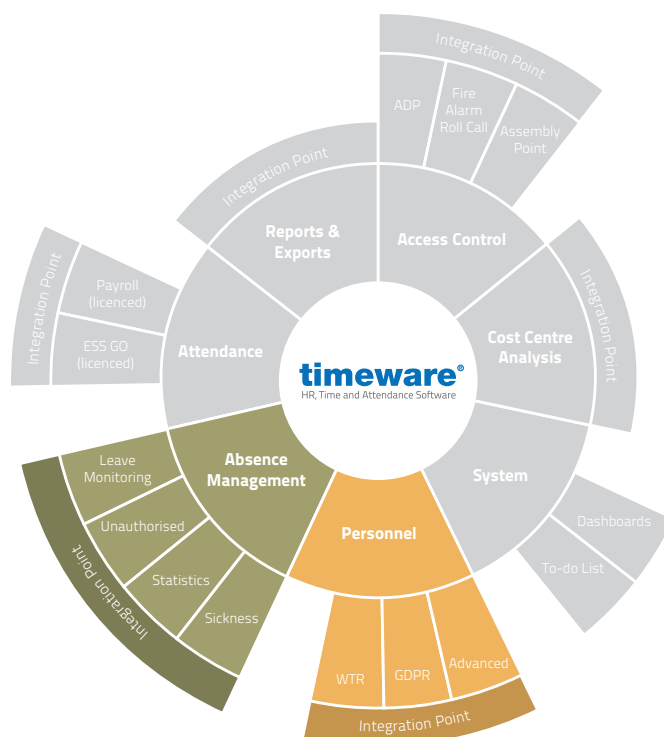 Integration Point
ADP
Fire
Alarm
Roll Call
Assembly
Point
Integration Point
Reports &
Exports
Access Control
Integration Point
Payroll
(licenced)
ESS GO
(licenced)
Attendance
Cost Centre
Analysis
Integration Point
timeware®
HR, Time and Attendance Software
Absence
Management
System
Personnel
Leave
Monitoring
Unauthorised
Statistics
Sickness
Integration Point
Dashboards
To-do List
WTR
GDPR
Advanced
Integration Point